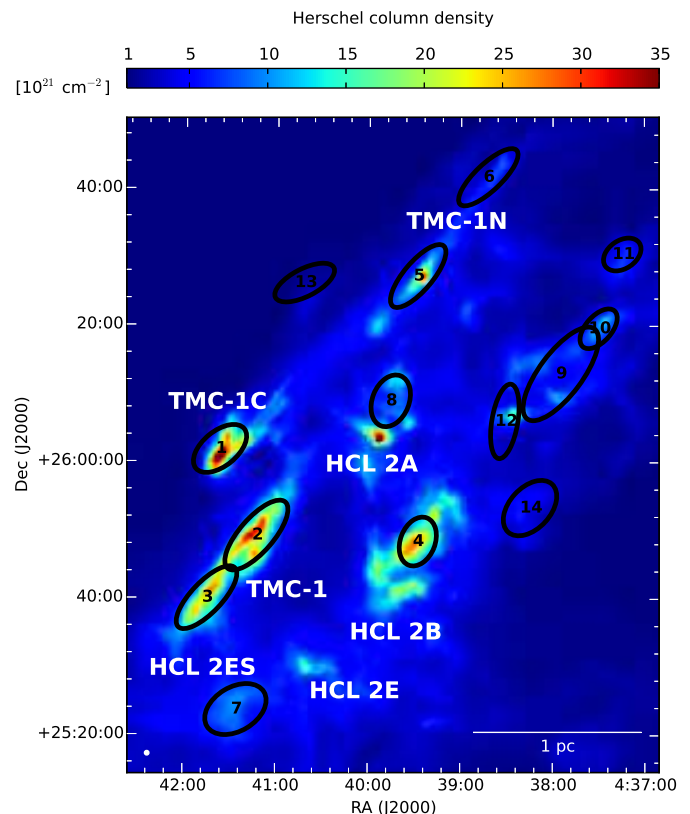 Herschel column density
1 5 10 15 20 25 30 35
[10²¹ cm⁻²]
6
40:00
TMC-1N
11
5
13
20:00
10
9
TMC-1C
8
12
1
+26:00:00
HCL 2A
14
2
4
Dec (J2000)
40:00
3
TMC-1
HCL 2B
HCL 2ES
HCL 2E
7
+25:20:00
1 pc
42:00 41:00 40:00 39:00 38:00 4:37:00
RA (J2000)